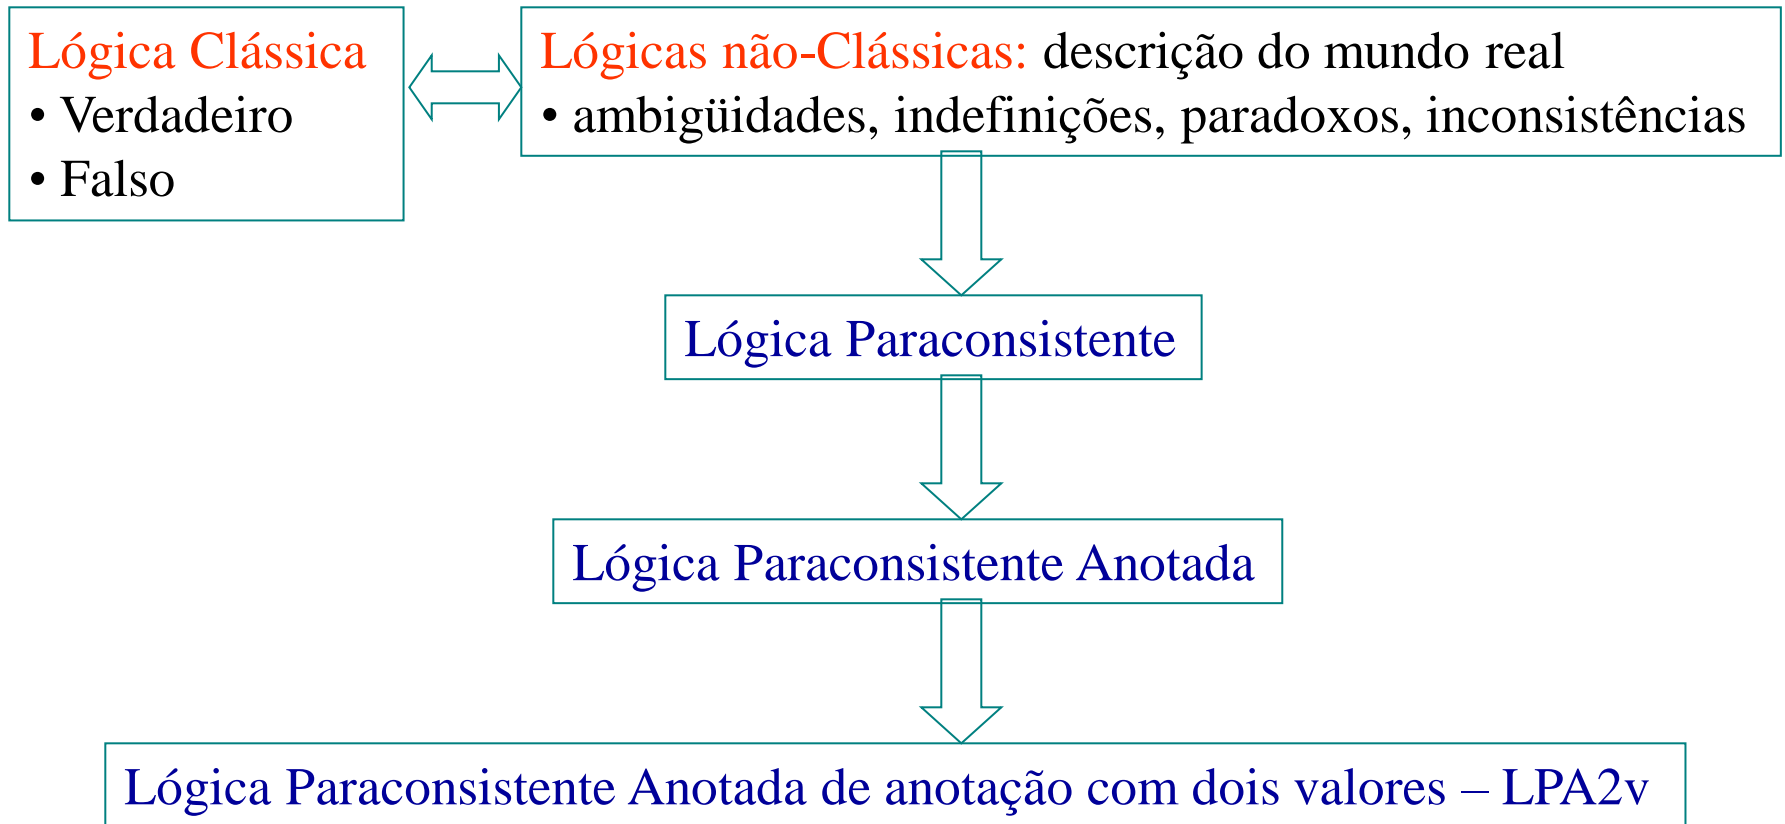 Lógica Clássica
• Verdadeiro
• Falso
Lógicas não-Clássicas: descrição do mundo real
• ambigüidades, indefinições, paradoxos, inconsistências
Lógica Paraconsistente
Lógica Paraconsistente Anotada
Lógica Paraconsistente Anotada de anotação com dois valores – LPA2v